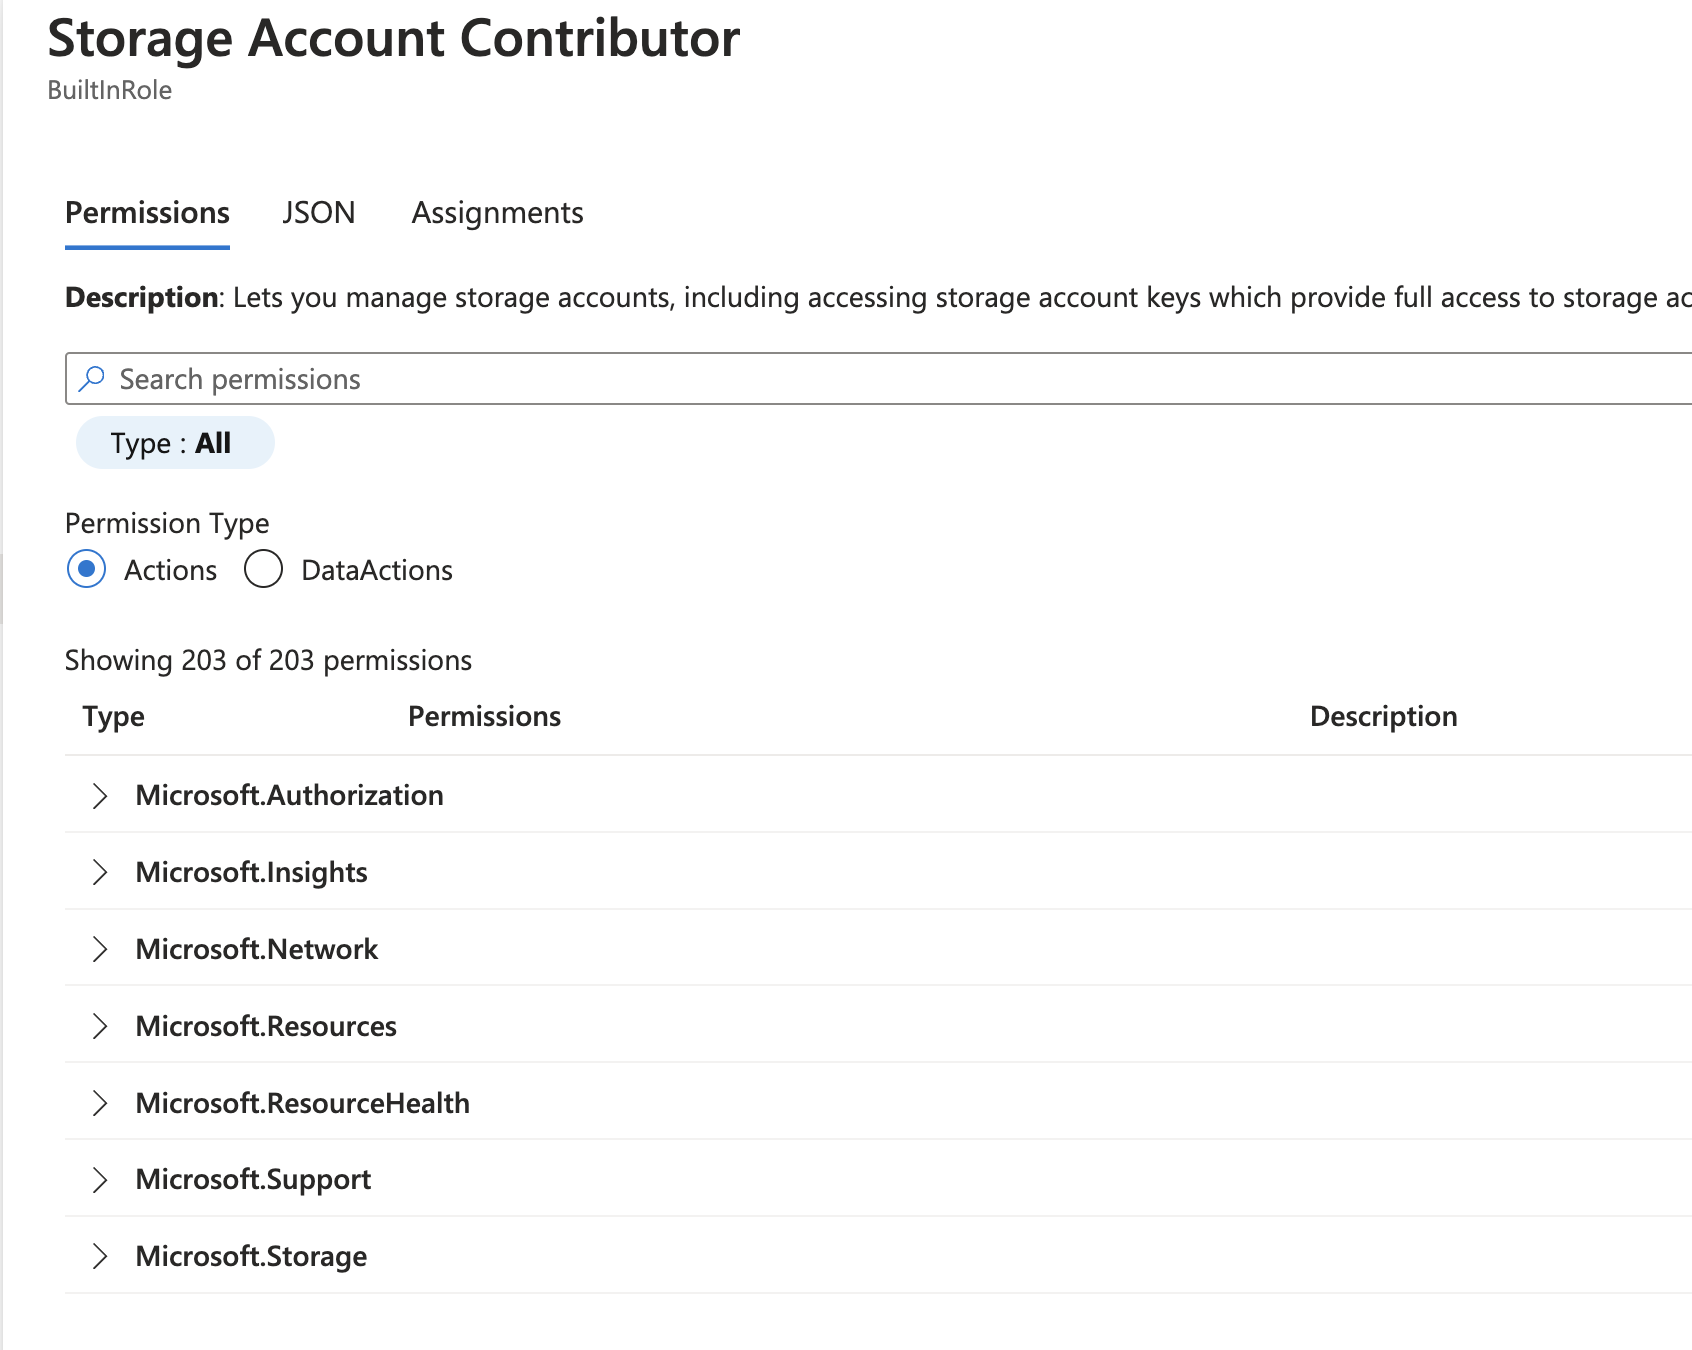 Storage Account Contributor
BuiltInRole
Permissions JSON Assignments
Description: Lets you manage storage accounts, including accessing storage account keys which provide full access to storage ac
Search permissions
Type : All
Permission Type
Actions DataActions
Showing 203 of 203 permissions
Type Permissions Description
Microsoft.Authorization
Microsoft.Insights
Microsoft.Network
Microsoft.Resources
Microsoft.ResourceHealth
Microsoft.Support
Microsoft.Storage